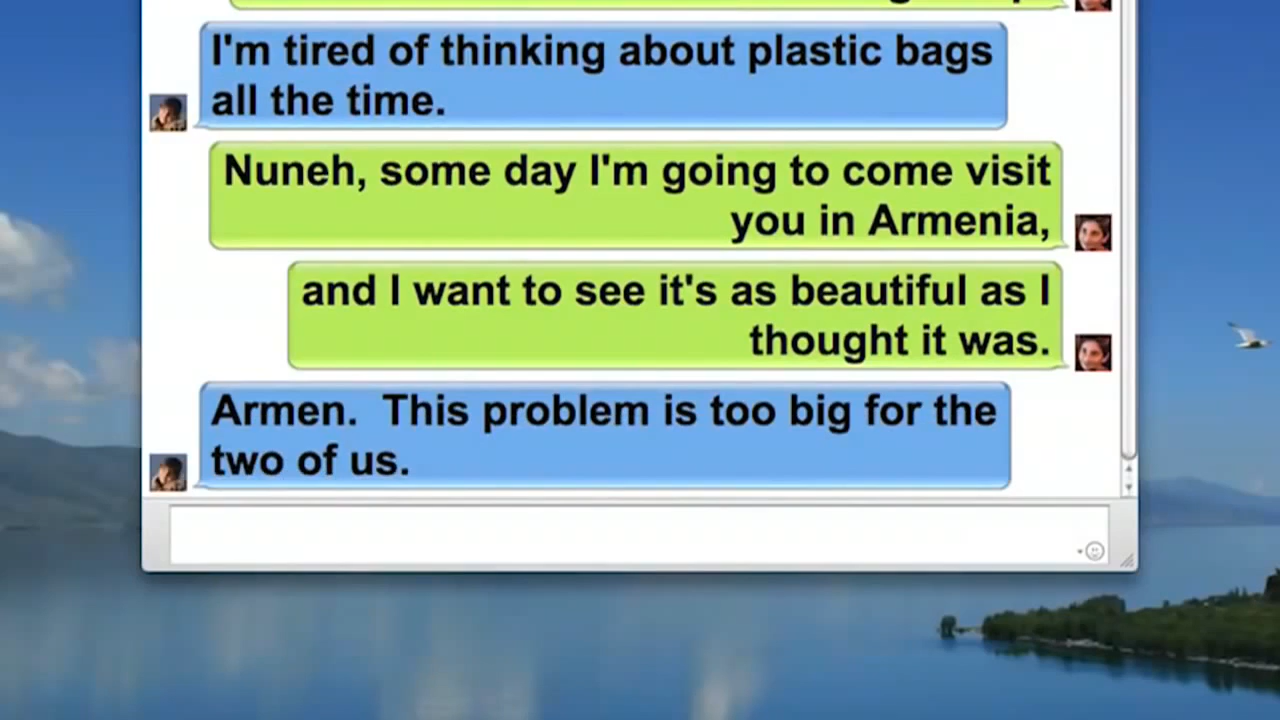 I'm tired of thinking about plastic bags
all the time.
Nuneh, some day I'm going to come visit
you in Armenia,
and I want to see it's as beautiful as I
thought it was.
Armen.  This problem is too big for the
two of us.